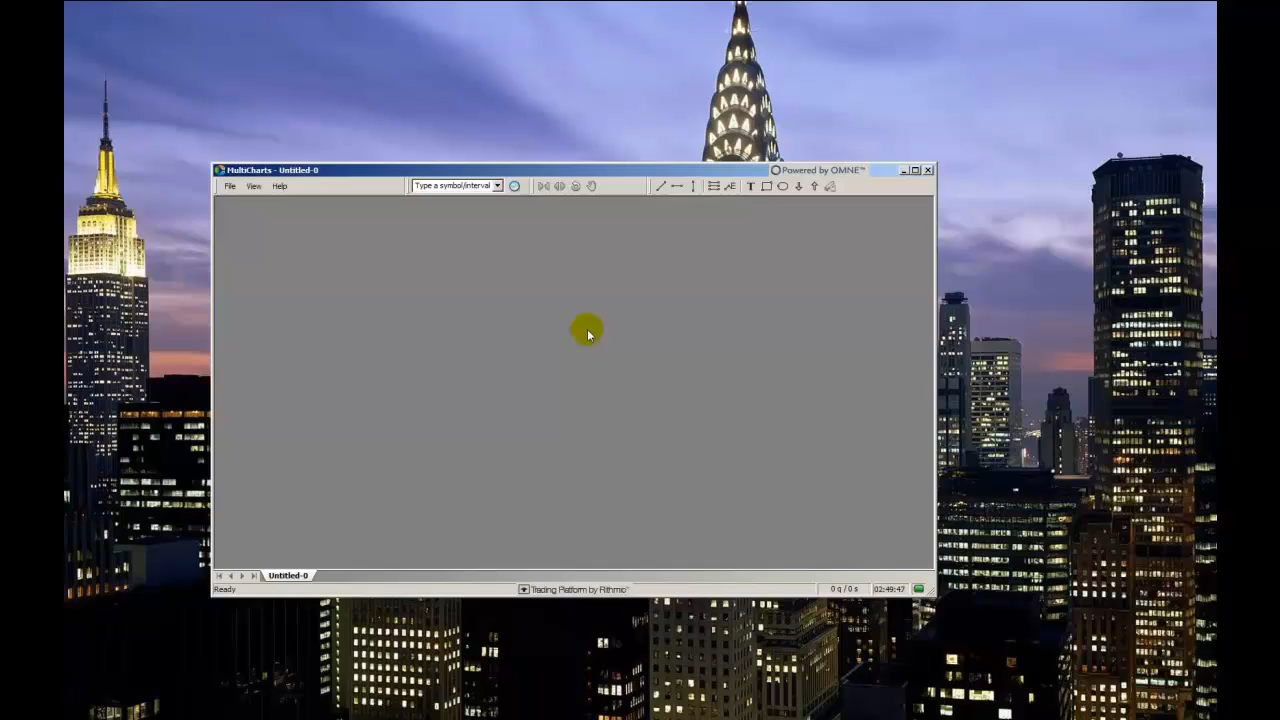 MultiCharts - Untitled-0
Powered by OMNE™
File View Help
Type a symbol/interval
T
Untitled-0
Ready
Trading Platform by Rithmic™
0 q / 0 s
02:49:47